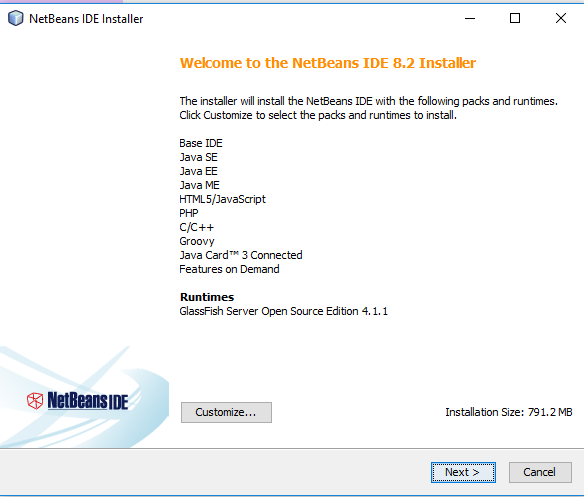 NetBeans IDE Installer
Welcome to the NetBeans IDE 8.2 Installer
The installer will install the NetBeans IDE with the following packs and runtimes.
Click Customize to select the packs and runtimes to install.
Base IDE
Java SE
Java EE
Java ME
HTML5/JavaScript
PHP
C/C++
Groovy
Java Card™ 3 Connected
Features on Demand
Runtimes
GlassFish Server Open Source Edition 4.1.1
NetBeans IDE
Customize...
Installation Size: 791.2 MB
Next >
Cancel